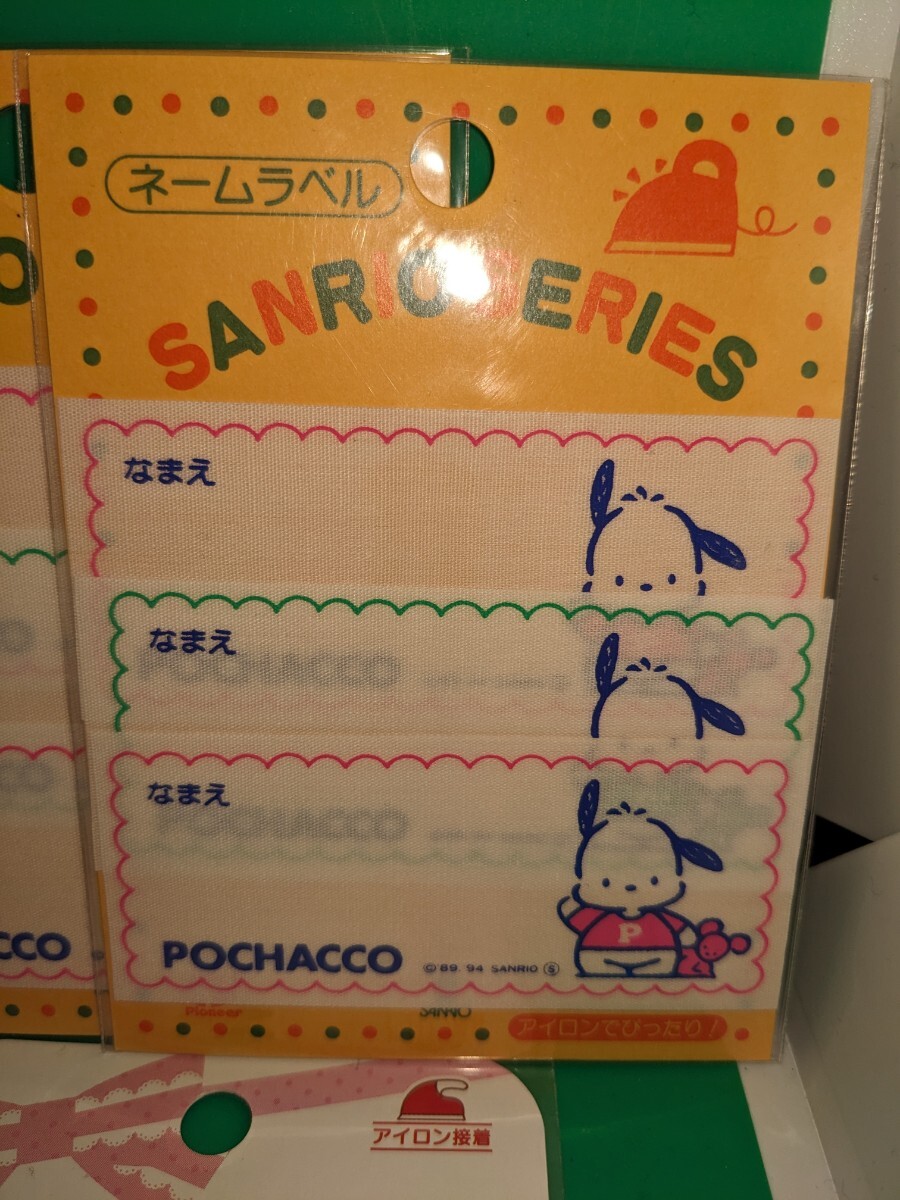 ネームラベル
SANRIO SERIES
なまえ
なまえ
POCHACCO
なまえ
POCHACCO
P
POCHACCO
©'89.'94 SANRIO Ⓢ
CCO
Pioneer
SANRIO
アイロンでぴったり!
アイロン接着